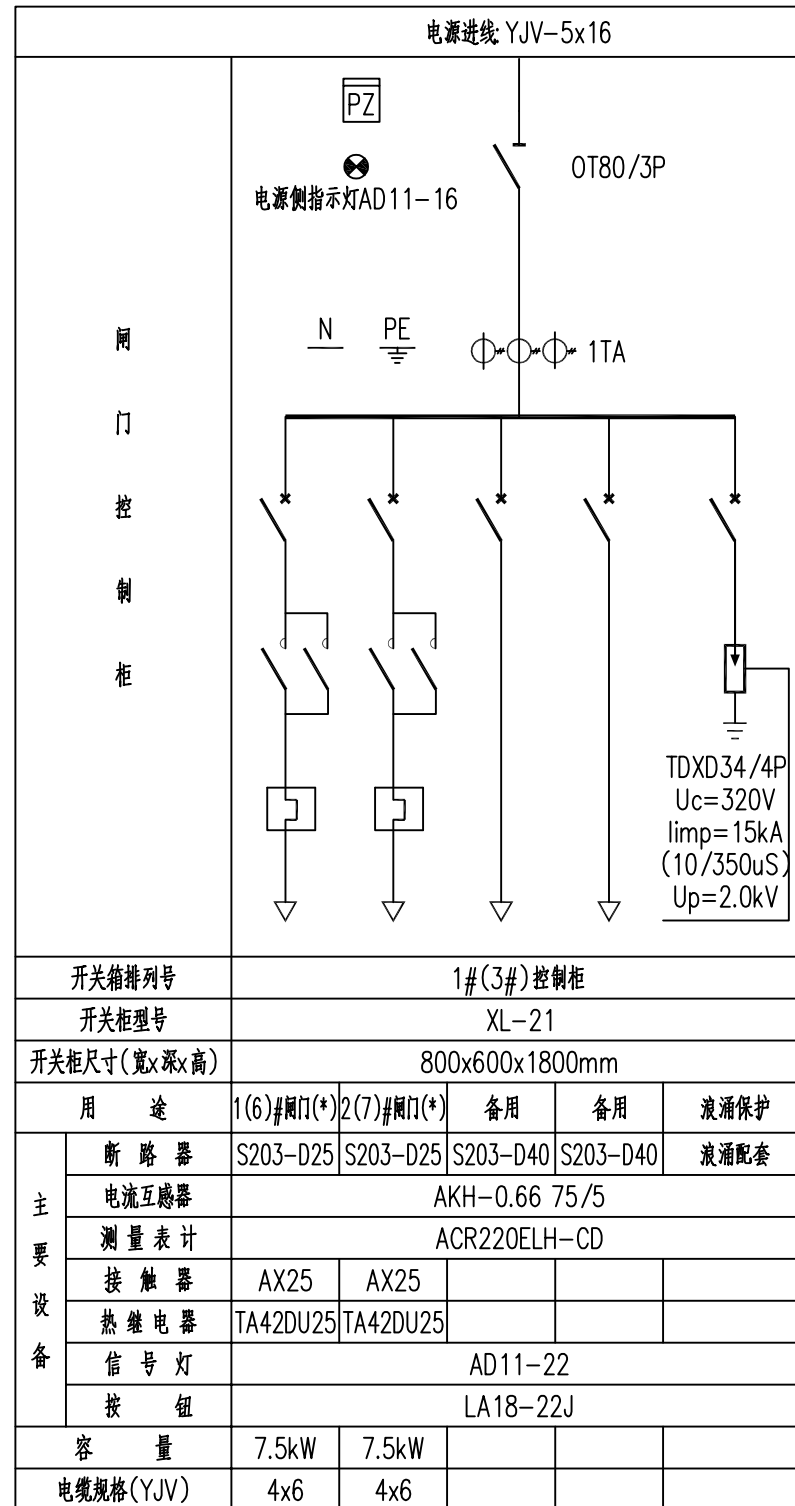 电源进线:YJV-5x16
PZ
OT80/3P
电源侧指示灯AD11-16
N PE 1TA
闸门控制柜
TDXD34/4P
Uc=320V
Iimp=15kA
(10/350uS)
Up=2.0kV
开关箱排列号 1#(3#)控制柜
开关柜型号 XL-21
开关柜尺寸(宽x深x高) 800x600x1800mm
用途 1(6)#闸门(*) 2(7)#闸门(*) 备用 备用 浪涌保护
主要设备
断路器 S203-D25 S203-D25 S203-D40 S203-D40 浪涌配套
电流互感器 AKH-0.66 75/5
测量表计 ACR220ELH-CD
接触器 AX25 AX25
热继电器 TA42DU25 TA42DU25
信号灯 AD11-22
按钮 LA18-22J
容量 7.5kW 7.5kW
电缆规格(YJV) 4x6 4x6